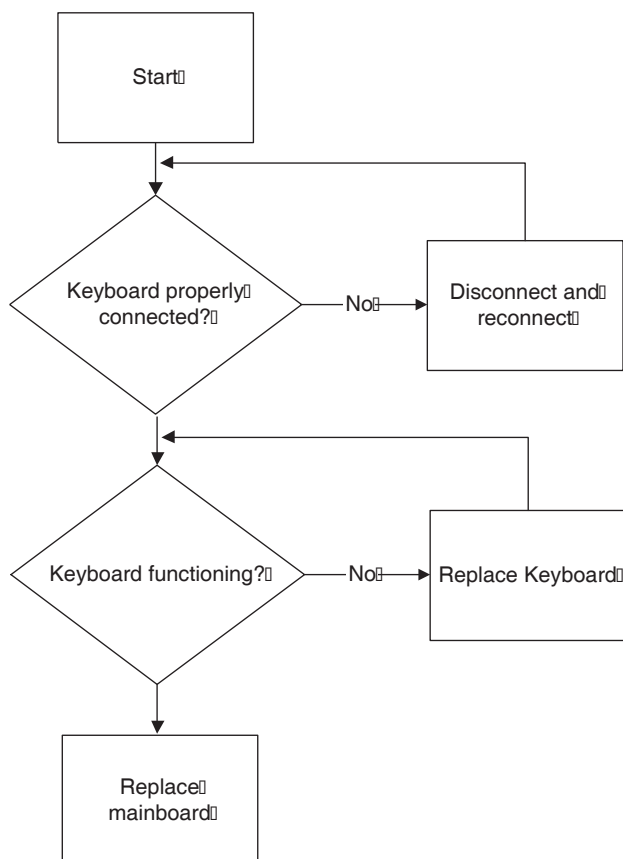 Start▯
Keyboard properly▯
connected?▯
No▯
Disconnect and▯
reconnect▯
Keyboard functioning?▯
No▯
Replace Keyboard▯
Replace▯
mainboard▯